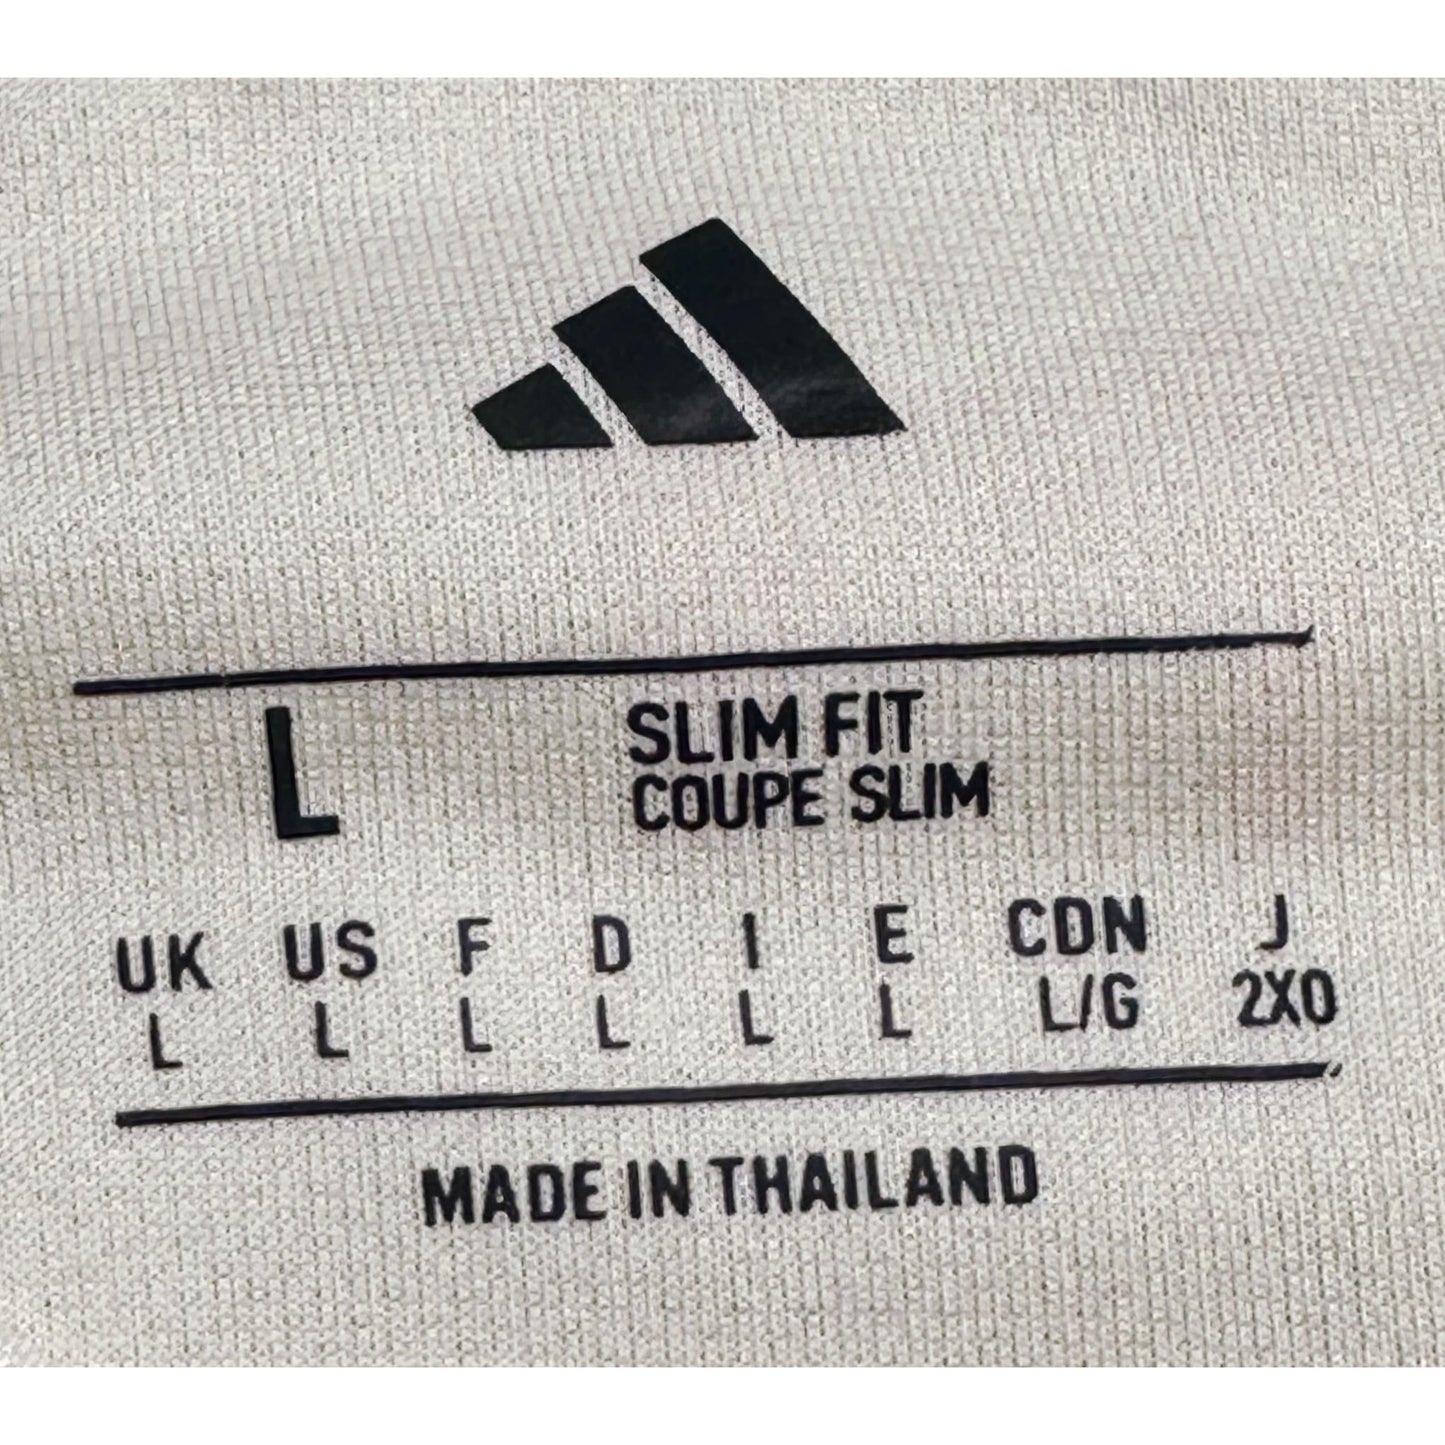 L SLIM FIT
COUPE SLIM
UK US F D I E CDN J
L L L L L L L/G 2XO
MADE IN THAILAND